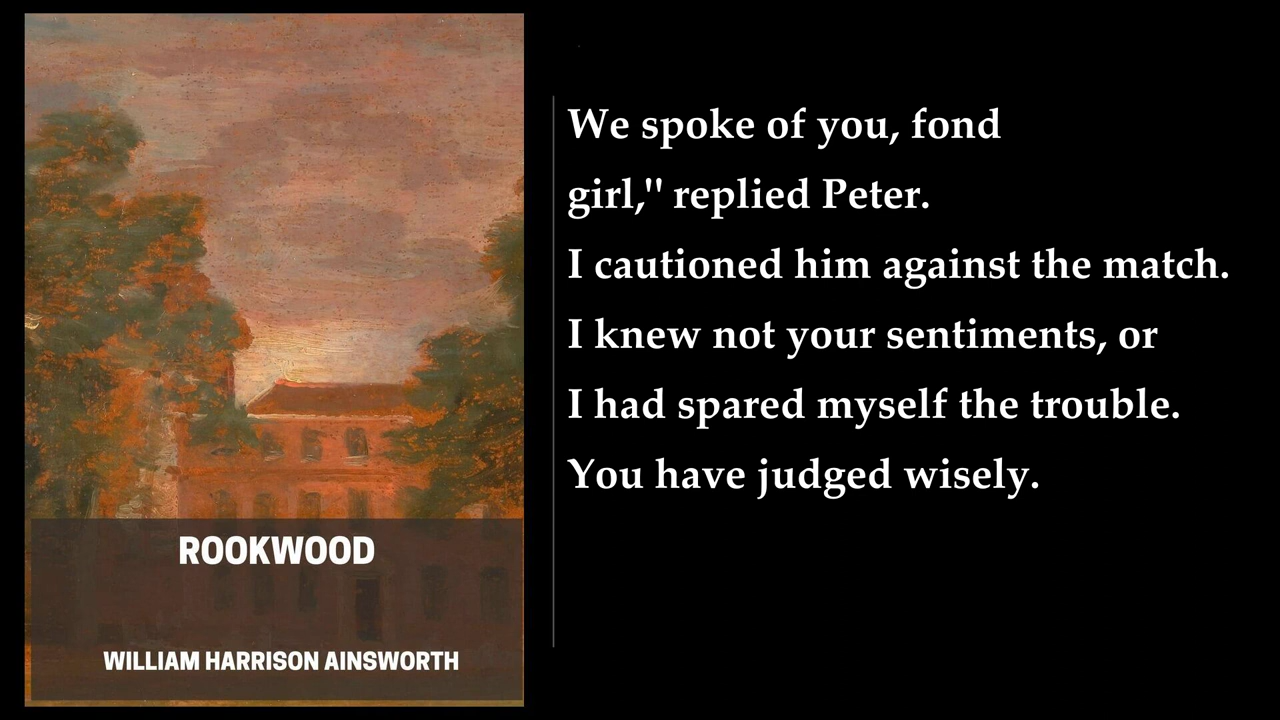 We spoke of you, fond
girl," replied Peter.
I cautioned him against the match.
I knew not your sentiments, or
I had spared myself the trouble.
You have judged wisely.
ROOKWOOD
WILLIAM HARRISON AINSWORTH